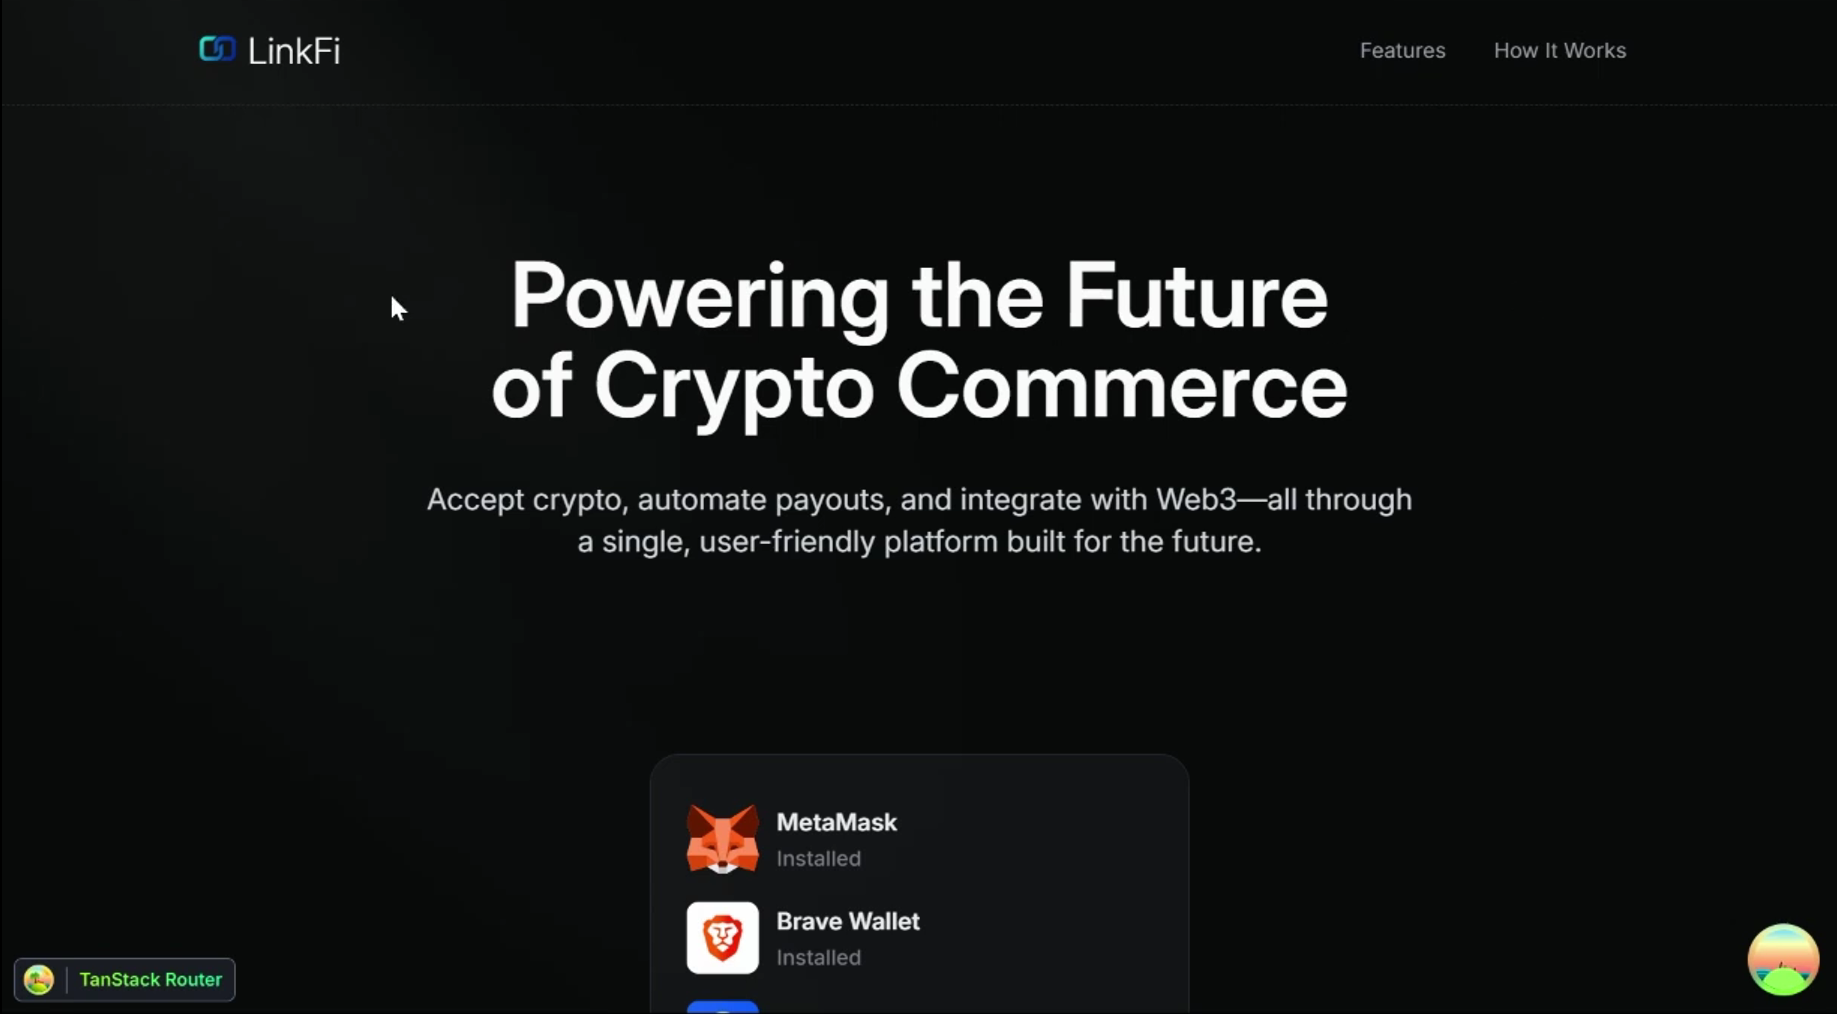 LinkFi
Features
How It Works
Powering the Future
of Crypto Commerce
Accept crypto, automate payouts, and integrate with Web3—all through
a single, user-friendly platform built for the future.
MetaMask
Installed
Brave Wallet
Installed
TanStack Router